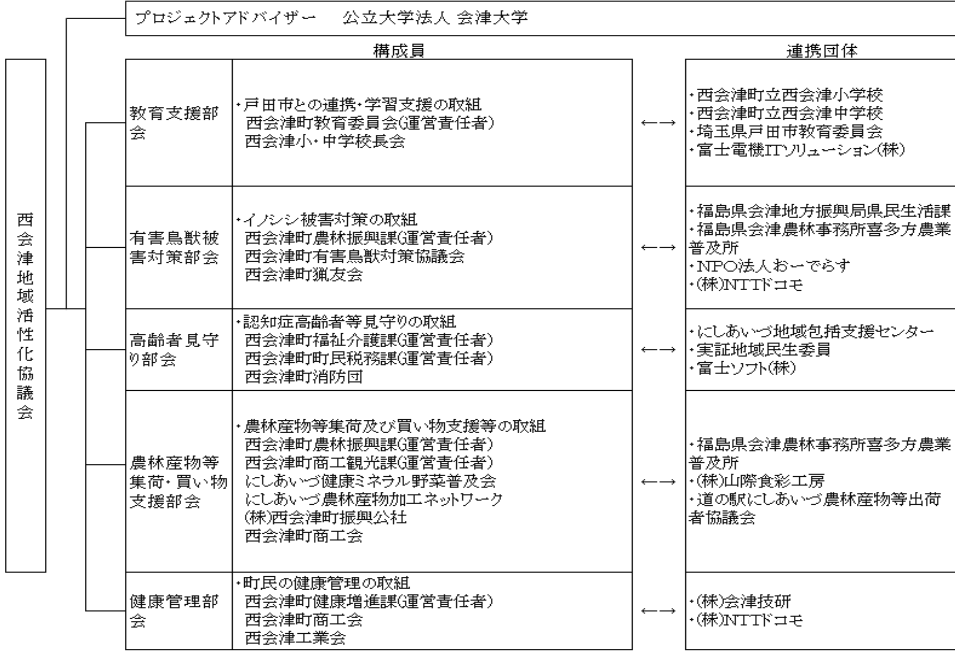 プロジェクトアドバイザー　公立大学法人 会津大学
構成員
連携団体
西会津地域活性化協議会
教育支援部
会
・戸田市との連携・学習支援の取組
西会津町教育委員会(運営責任者)
西会津小・中学校長会
←→
・西会津町立西会津小学校
・西会津町立西会津中学校
・埼玉県戸田市教育委員会
・富士電機ITソリューション(株)
有害鳥獣被
害対策部会
・イノシシ被害対策の取組
西会津町農林振興課(運営責任者)
西会津町有害鳥獣対策協議会
西会津町猟友会
←→
・福島県会津地方振興局県民生活課
・福島県会津農林事務所喜多方農業
普及所
・NPO法人おーでらす
・(株)NTTドコモ
高齢者見守
り部会
・認知症高齢者等見守りの取組
西会津町福祉介護課(運営責任者)
西会津町町民税務課(運営責任者)
西会津町消防団
←→
・にしあいづ地域包括支援センター
・実証地域民生委員
・富士ソフト(株)
農林産物等
集荷・買い物
支援部会
・農林産物等集荷及び買い物支援等の取組
西会津町農林振興課(運営責任者)
西会津町商工観光課(運営責任者)
にしあいづ健康ミネラル野菜普及会
にしあいづ農林産物加工ネットワーク
(株)西会津町振興公社
西会津町商工会
←→
・福島県会津農林事務所喜多方農業
普及所
・(株)山際食彩工房
・道の駅にしあいづ農林産物等出荷
者協議会
健康管理部
会
・町民の健康管理の取組
西会津町健康増進課(運営責任者)
西会津町商工会
西会津工業会
←→
・(株)会津技研
・(株)NTTドコモ